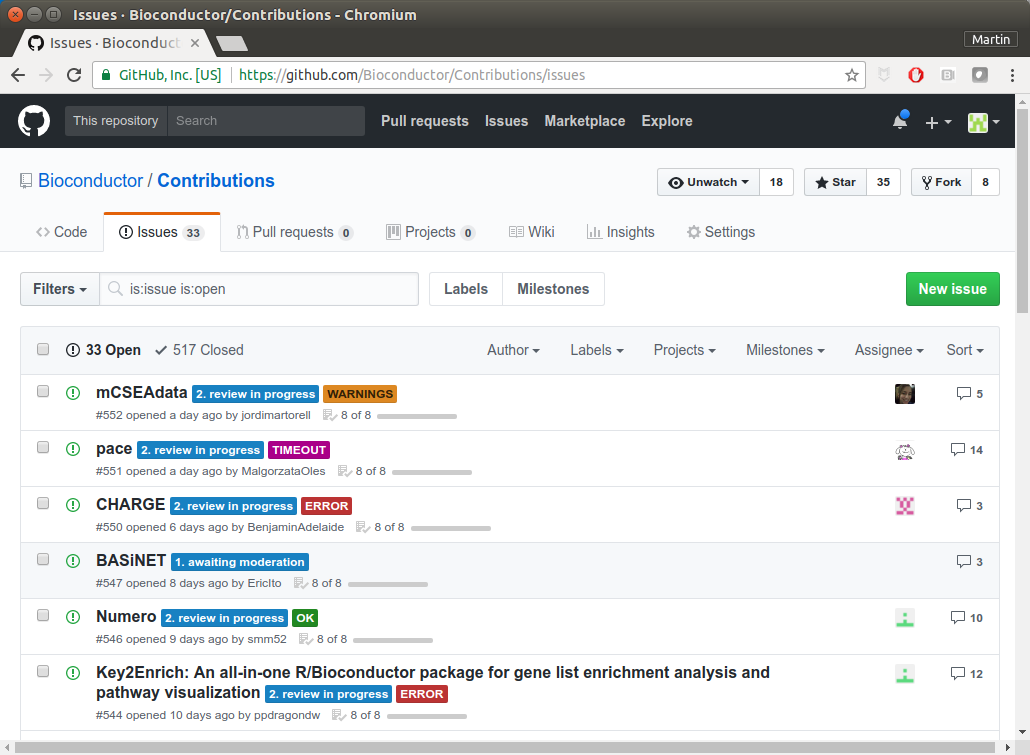 Issues · Bioconductor/Contributions - Chromium
Issues · Bioconduct
Martin
GitHub, Inc. [US] https://github.com/Bioconductor/Contributions/issues
This repository Search Pull requests Issues Marketplace Explore
Bioconductor / Contributions Unwatch 18 Star 35 Fork 8
Code Issues 33 Pull requests 0 Projects 0 Wiki Insights Settings
Filters is:issue is:open Labels Milestones New issue
33 Open 517 Closed Author Labels Projects Milestones Assignee Sort
mCSEAdata 2. review in progress WARNINGS 5
#552 opened a day ago by jordimartorell 8 of 8
pace 2. review in progress TIMEOUT 14
#551 opened a day ago by MalgorzataOles 8 of 8
CHARGE 2. review in progress ERROR 3
#550 opened 6 days ago by BenjaminAdelaide 8 of 8
BASiNET 1. awaiting moderation 3
#547 opened 8 days ago by EricIto 8 of 8
Numero 2. review in progress OK 10
#546 opened 9 days ago by smm52 8 of 8
Key2Enrich: An all-in-one R/Bioconductor package for gene list enrichment analysis and 12
pathway visualization 2. review in progress ERROR
#544 opened 10 days ago by ppdragondw 8 of 8